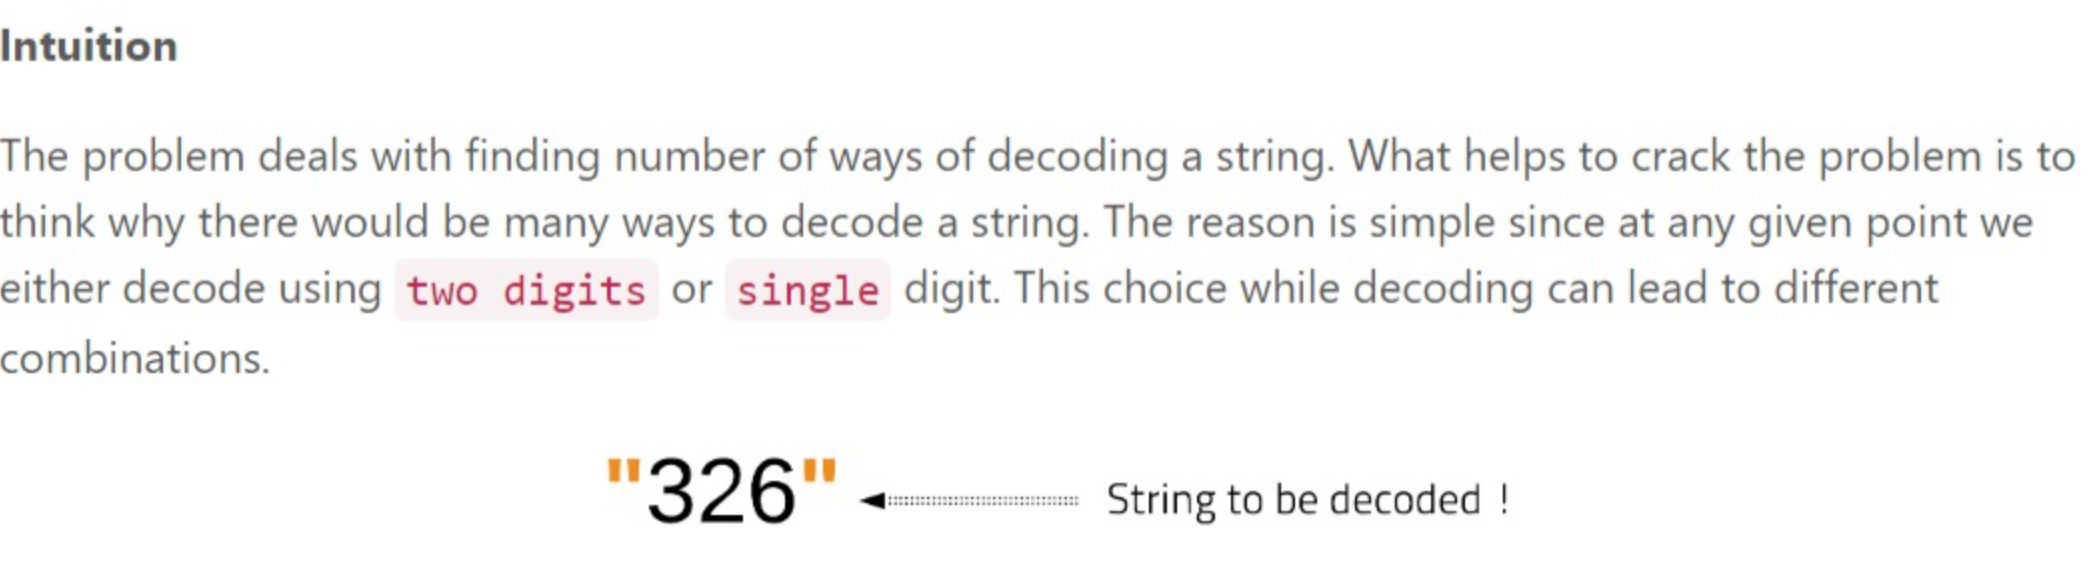 Intuition
The problem deals with finding number of ways of decoding a string. What helps to crack the problem is to
think why there would be many ways to decode a string. The reason is simple since at any given point we
either decode using two digits or single digit. This choice while decoding can lead to different
combinations.
"326" String to be decoded !